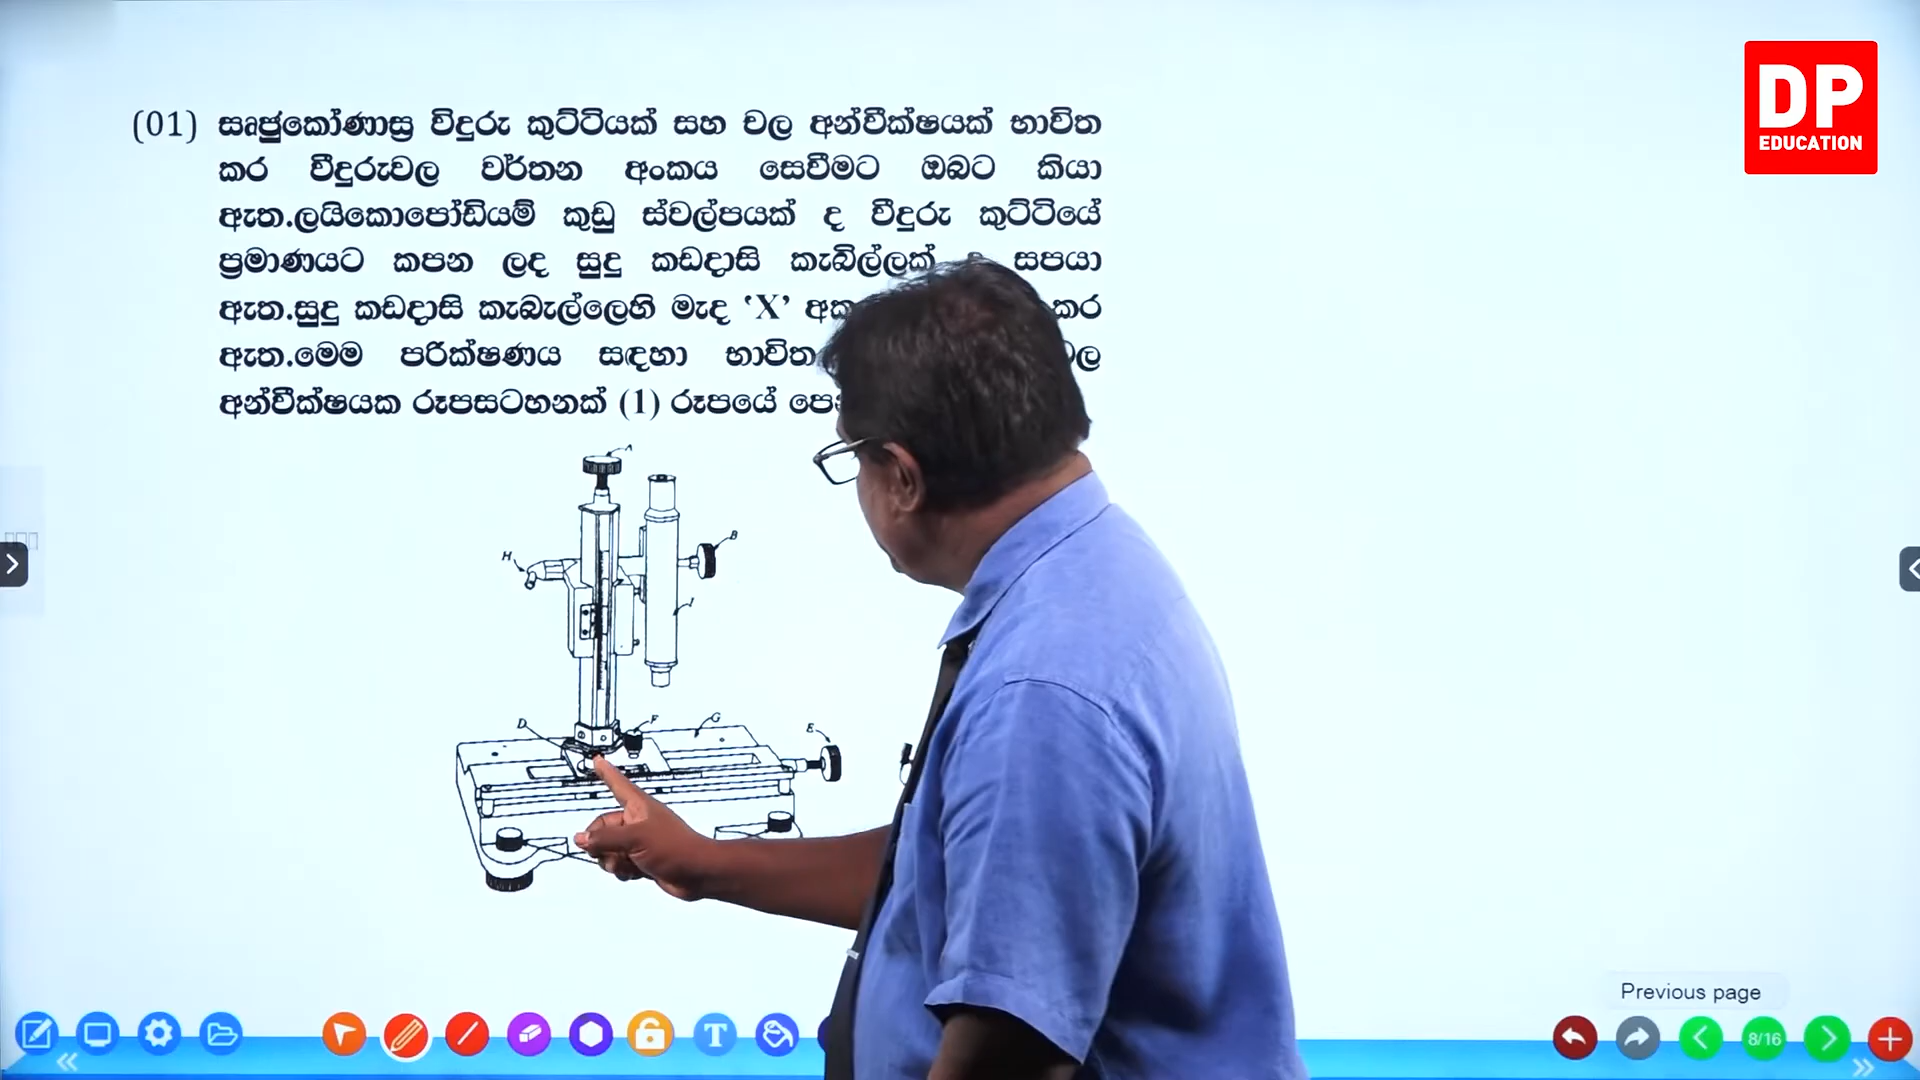 DP
EDUCATION
(01) සෘජුකෝණාස්‍ර විදුරු කුට්ටියක් සහ චල අන්වීක්ෂයක් භාවිත
කර වීදුරුවල වර්තන අංකය සෙවීමට ඔබට කියා
ඇත.ලයිකොපෝඩියම් කුඩු ස්වල්පයක් ද වීදුරු කුට්ටියේ
ප්‍රමාණයට කපන ලද සුදු කඩදාසි කැබිල්ලක් සපයා
ඇත.සුදු කඩදාසි කැබැල්ලෙහි මැද ‘X’ කර
ඇත.මෙම පරීක්ෂණය සඳහා භාවිත
අන්වීක්ෂයක රූපසටහනක් (1) රූපයේ
A
B
H
I
D
F
G
E
Previous page
T
8/16